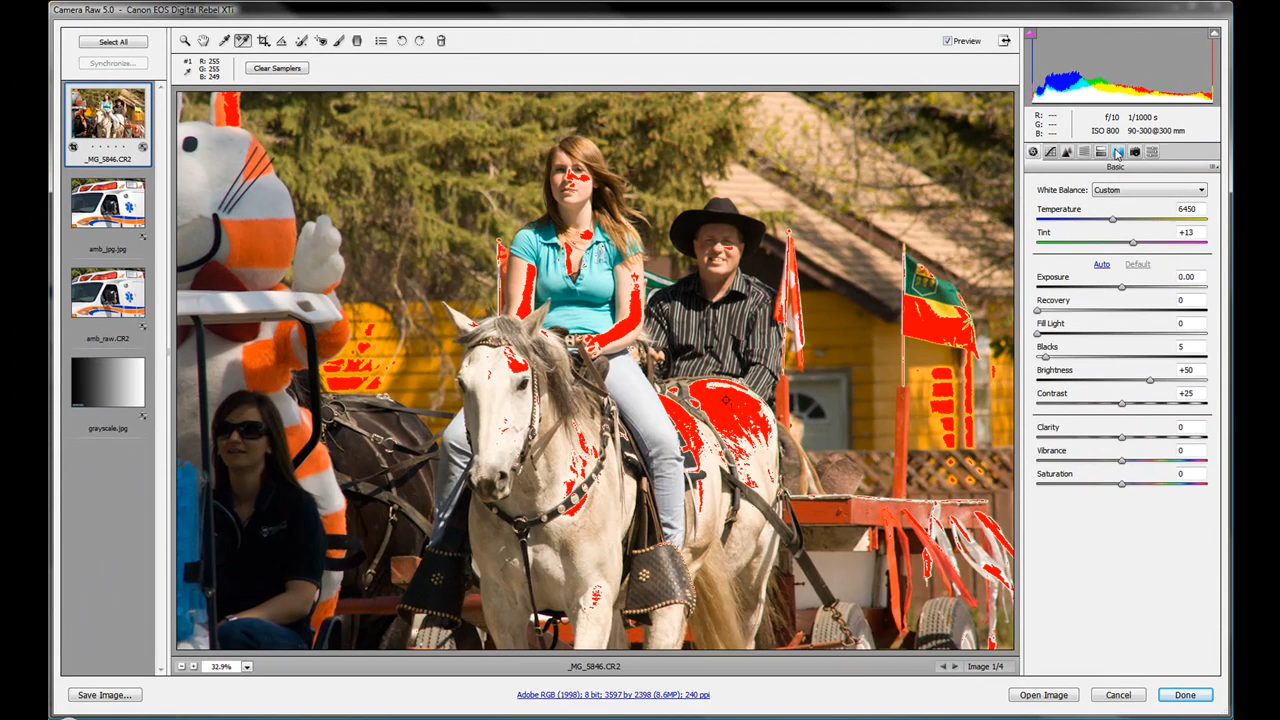 Camera Raw 5.0 - Canon EOS Digital Rebel XTi
Select All
Synchronize...
_MG_5846.CR2
amb_jpg.jpg
amb_raw.CR2
grayscale.jpg
#1 R: 255
G: 255
B: 249
Clear Samplers
Preview
R: ---
G: ---
B: ---
f/10 1/1000 s
ISO 800 90-300@300 mm
Basic
White Balance: Custom
Temperature 6450
Tint +13
Auto Default
Exposure 0.00
Recovery 0
Fill Light 0
Blacks 5
Brightness +50
Contrast +25
Clarity 0
Vibrance 0
Saturation 0
32.9%
_MG_5846.CR2
Image 1/4
Save Image...
Adobe RGB (1998); 8 bit; 3597 by 2398 (8.6MP); 240 ppi
Open Image
Cancel
Done